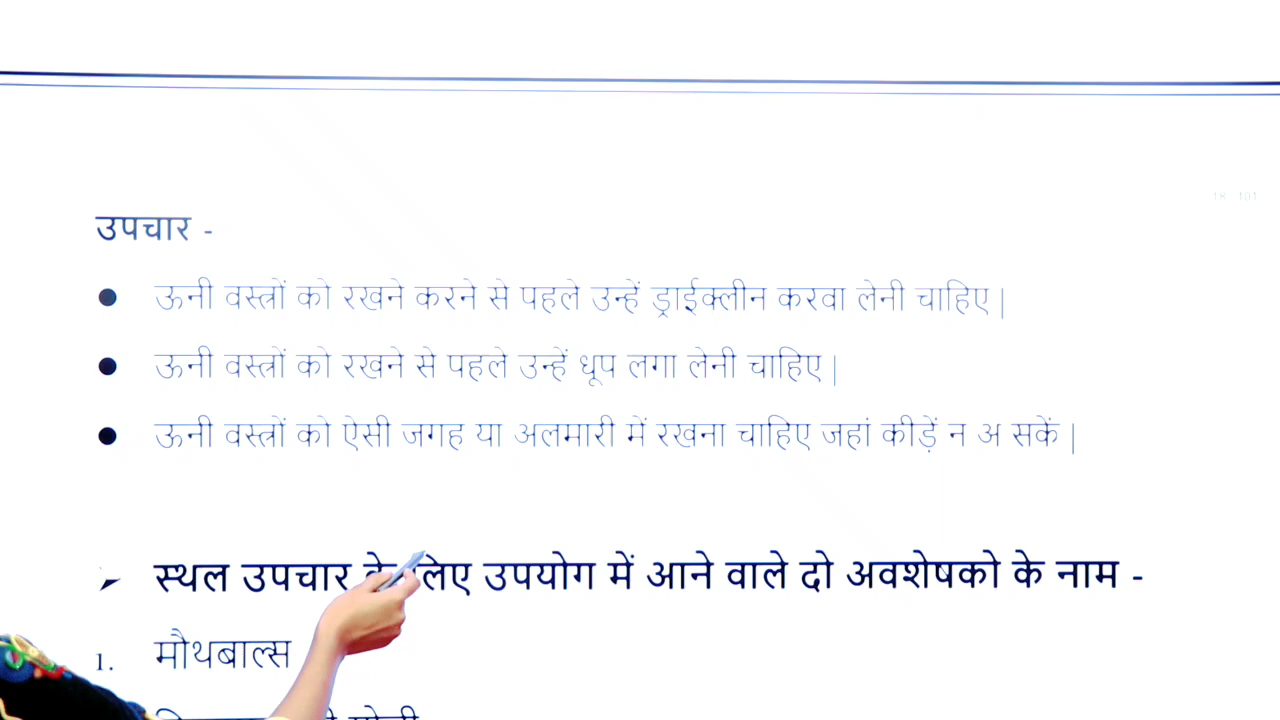 उपचार -
● ऊनी वस्त्रों को रखने करने से पहले उन्हें ड्राईक्लीन करवा लेनी चाहिए |
● ऊनी वस्त्रों को रखने से पहले उन्हें धूप लगा लेनी चाहिए |
● ऊनी वस्त्रों को ऐसी जगह या अलमारी में रखना चाहिए जहां कीड़ें न अ सकें |
➢ स्थल उपचार के लिए उपयोग में आने वाले दो अवशेषको के नाम -
1. मौथबाल्स